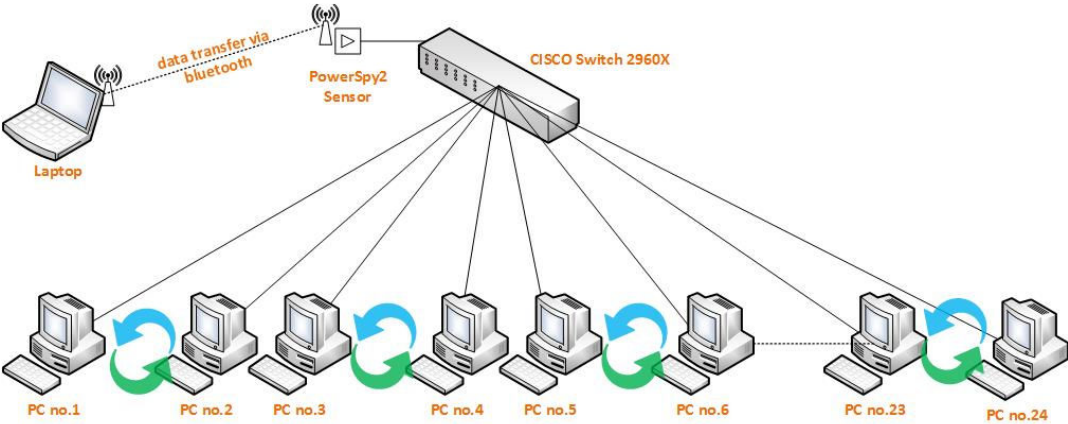 data transfer via
bluetooth
CISCO Switch 2960X
PowerSpy2
Sensor
Laptop
PC no.1
PC no.2
PC no.3
PC no.4
PC no.5
PC no.6
PC no.23
PC no.24